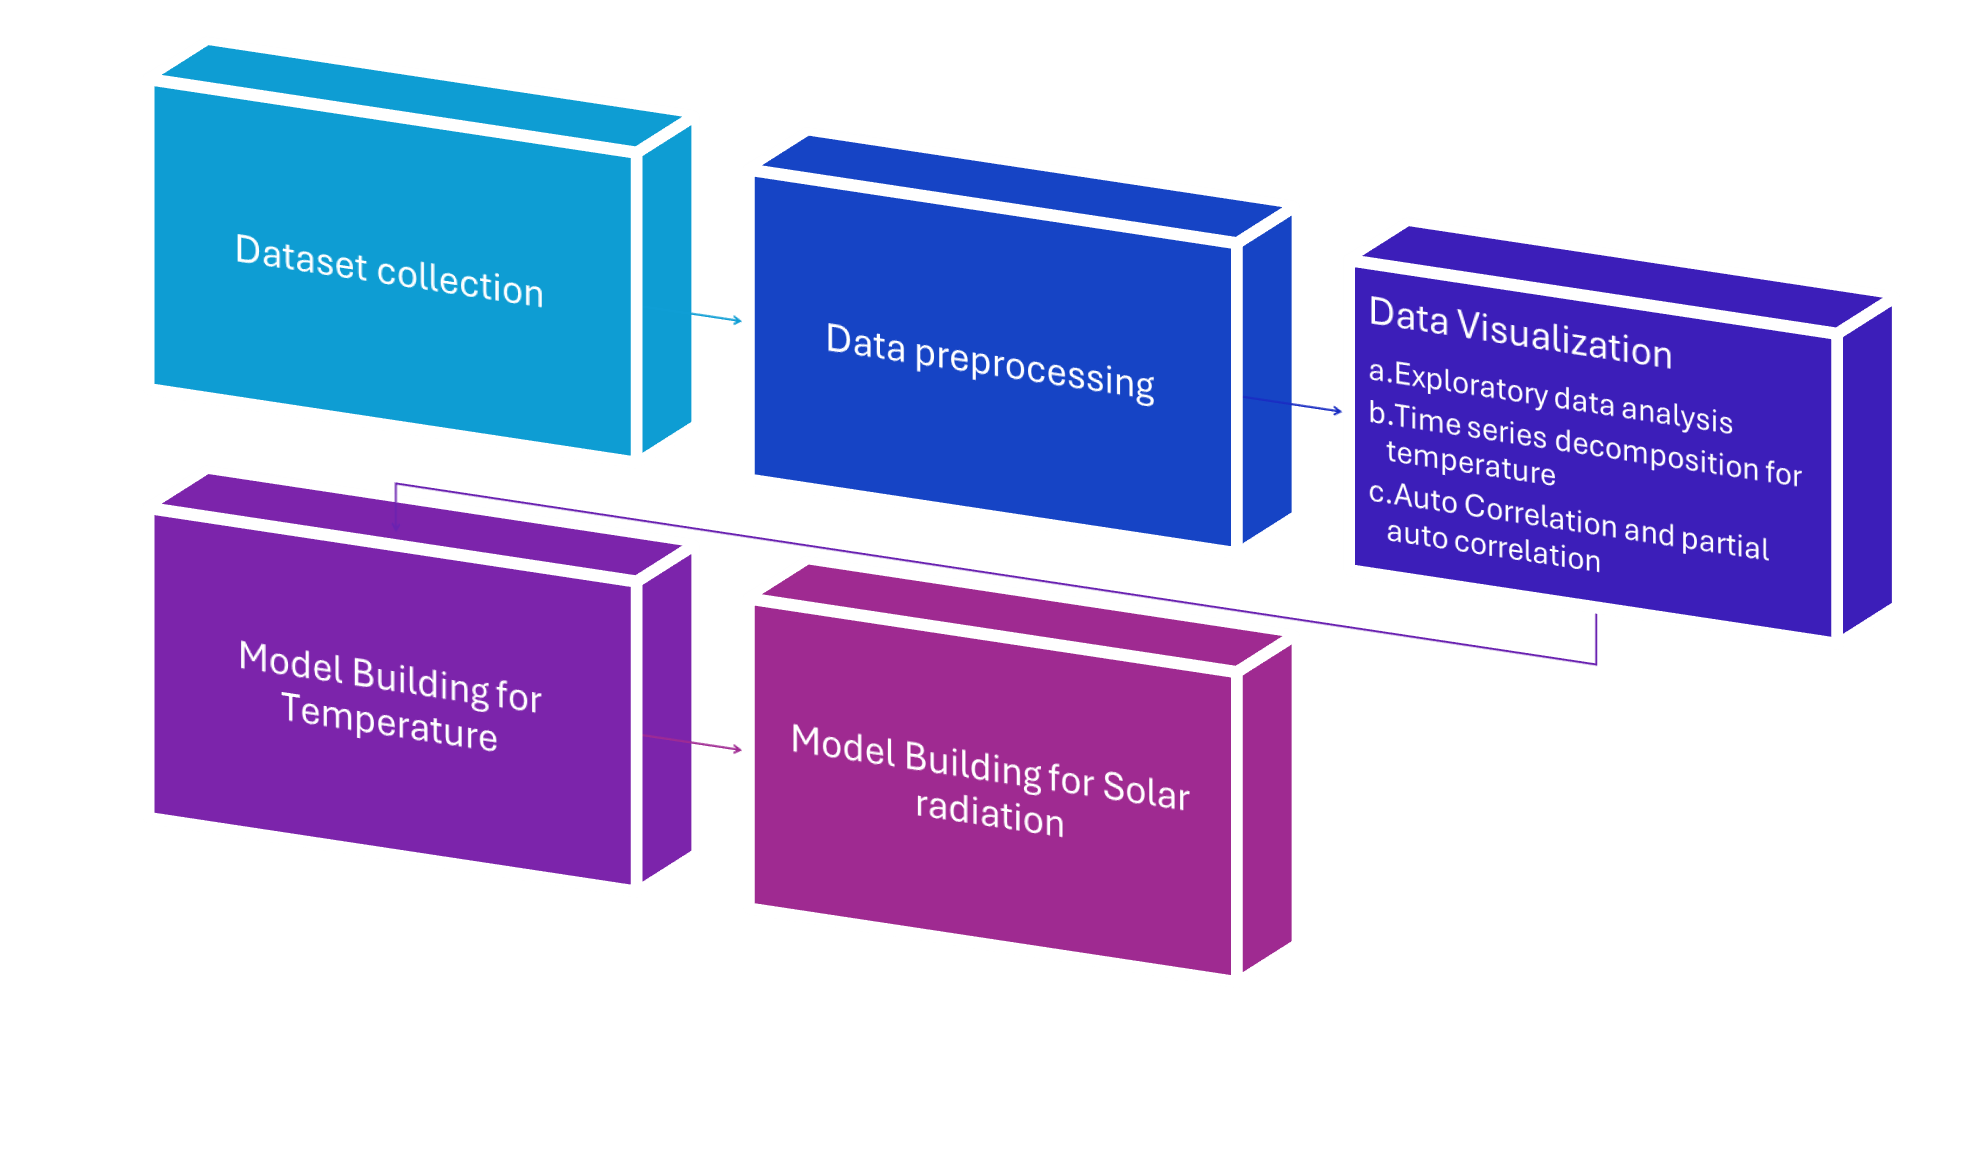 Dataset collection
Data preprocessing
Data Visualization
a.Exploratory data analysis
b.Time series decomposition for
temperature
c.Auto Correlation and partial
auto correlation
Model Building for
Temperature
Model Building for Solar
radiation